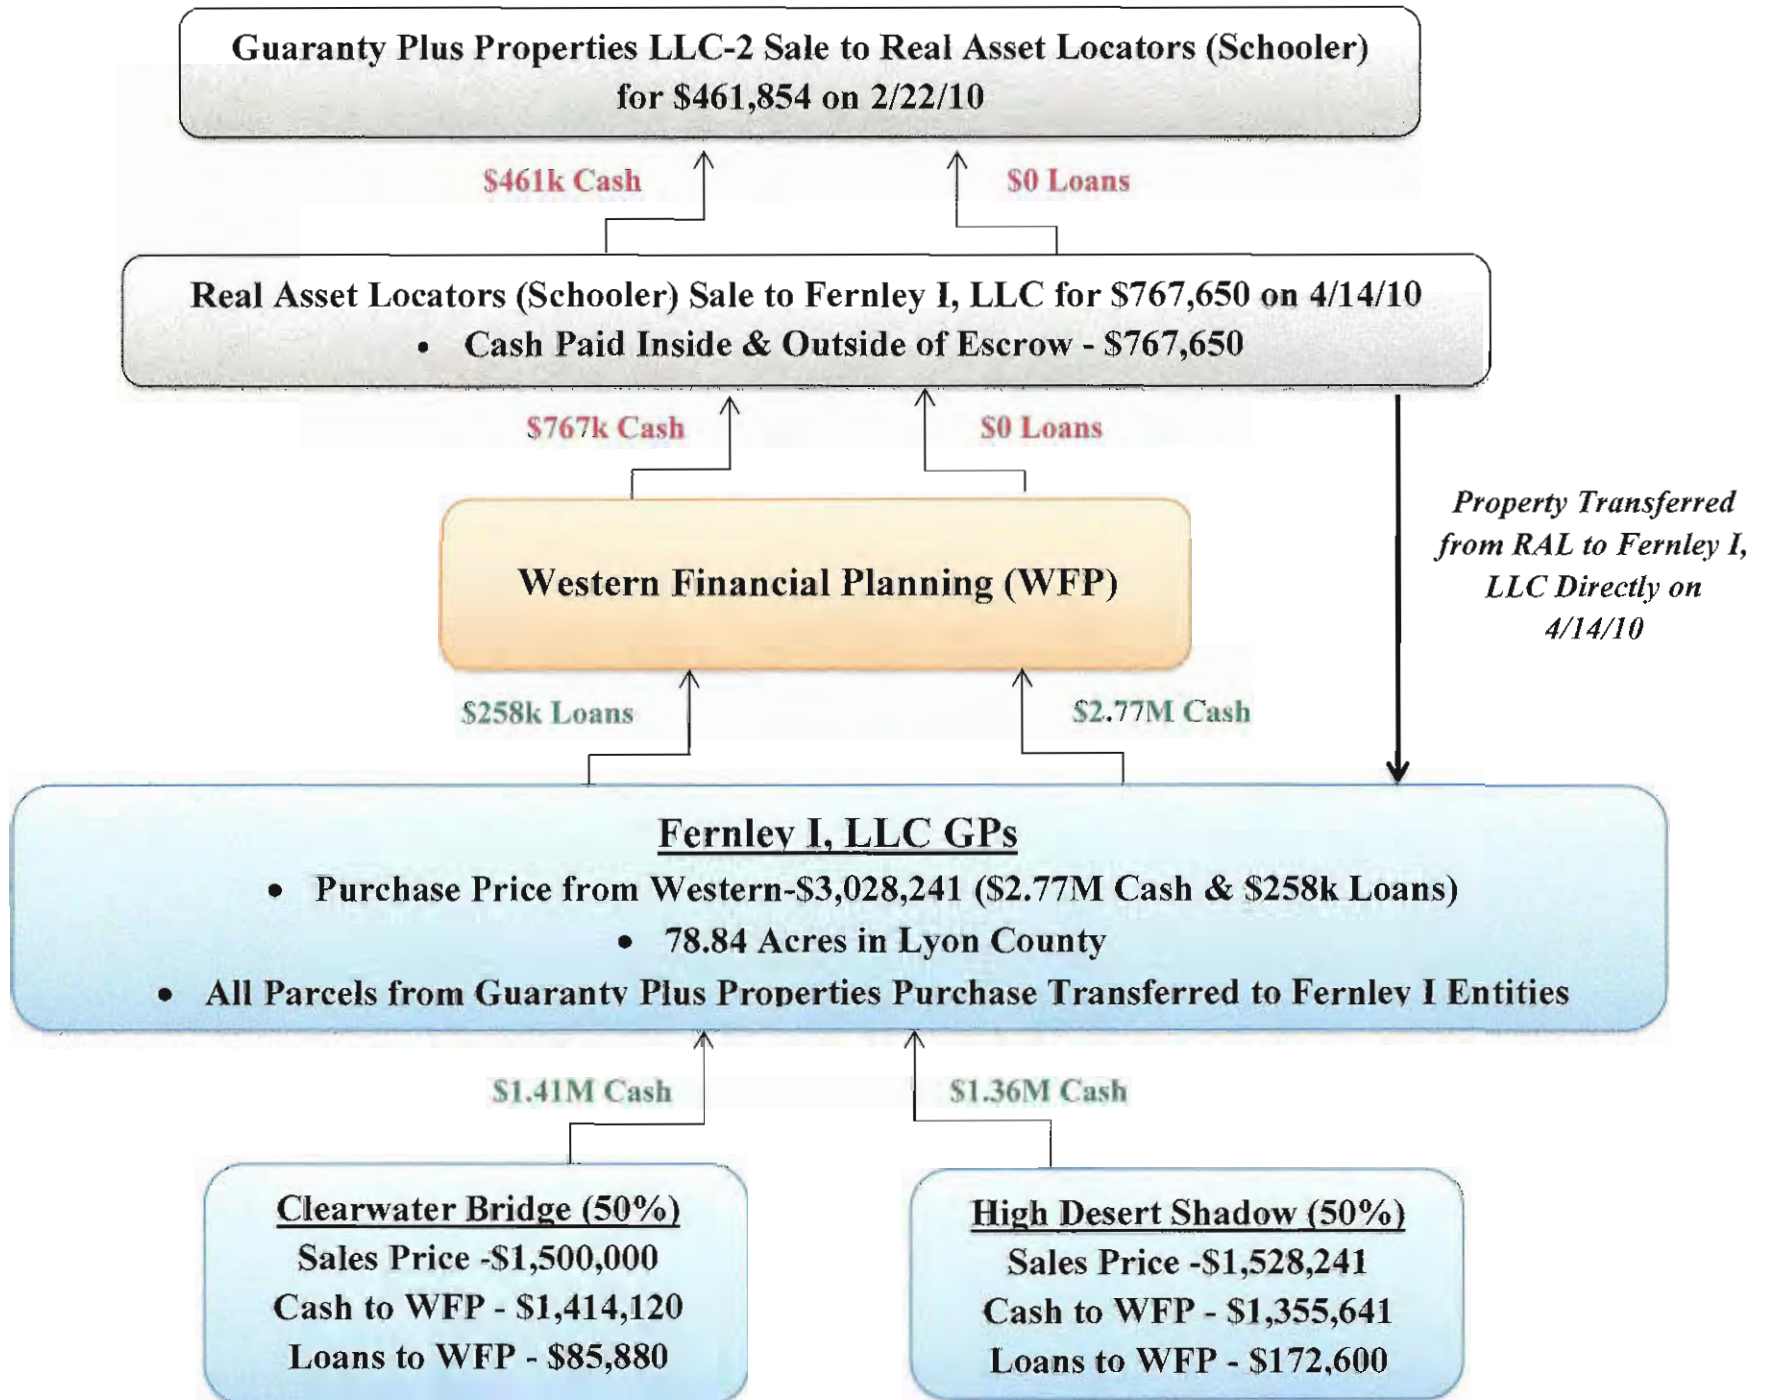 Guaranty Plus Properties LLC-2 Sale to Real Asset Locators (Schooler)
for $461,854 on 2/22/10
$461k Cash
$0 Loans
Real Asset Locators (Schooler) Sale to Fernley I, LLC for $767,650 on 4/14/10
• Cash Paid Inside & Outside of Escrow - $767,650
$767k Cash
$0 Loans
Property Transferred
from RAL to Fernley I,
LLC Directly on
4/14/10
Western Financial Planning (WFP)
$258k Loans
$2.77M Cash
Fernley I, LLC GPs
• Purchase Price from Western-$3,028,241 ($2.77M Cash & $258k Loans)
• 78.84 Acres in Lyon County
• All Parcels from Guaranty Plus Properties Purchase Transferred to Fernley I Entities
$1.41M Cash
$1.36M Cash
Clearwater Bridge (50%)
Sales Price -$1,500,000
Cash to WFP - $1,414,120
Loans to WFP - $85,880
High Desert Shadow (50%)
Sales Price -$1,528,241
Cash to WFP - $1,355,641
Loans to WFP - $172,600